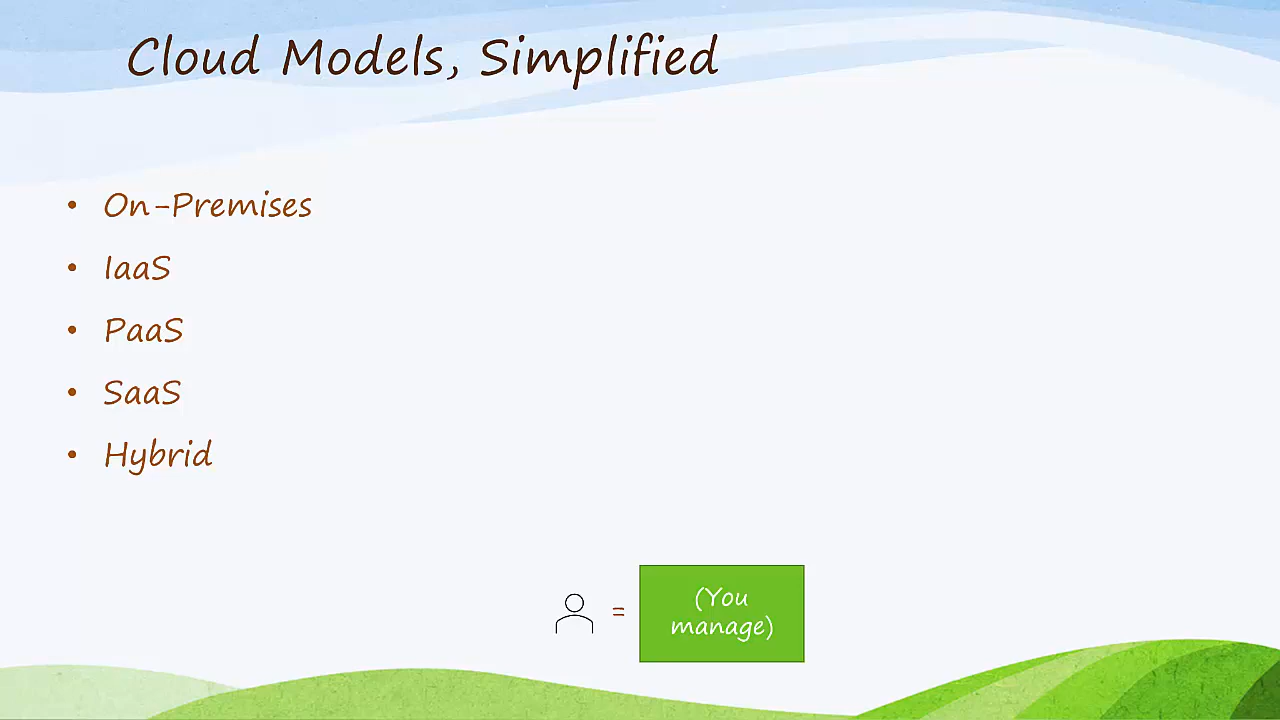 Cloud Models, Simplified
• On-Premises
• IaaS
• PaaS
• SaaS
• Hybrid
= (You
manage)